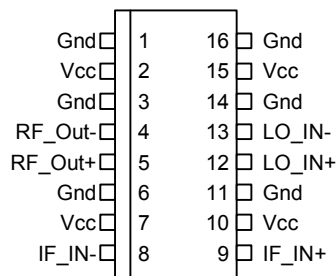 Gnd 1 16 Gnd
Vcc 2 15 Vcc
Gnd 3 14 Gnd
RF_Out- 4 13 LO_IN-
RF_Out+ 5 12 LO_IN+
Gnd 6 11 Gnd
Vcc 7 10 Vcc
IF_IN- 8 9 IF_IN+